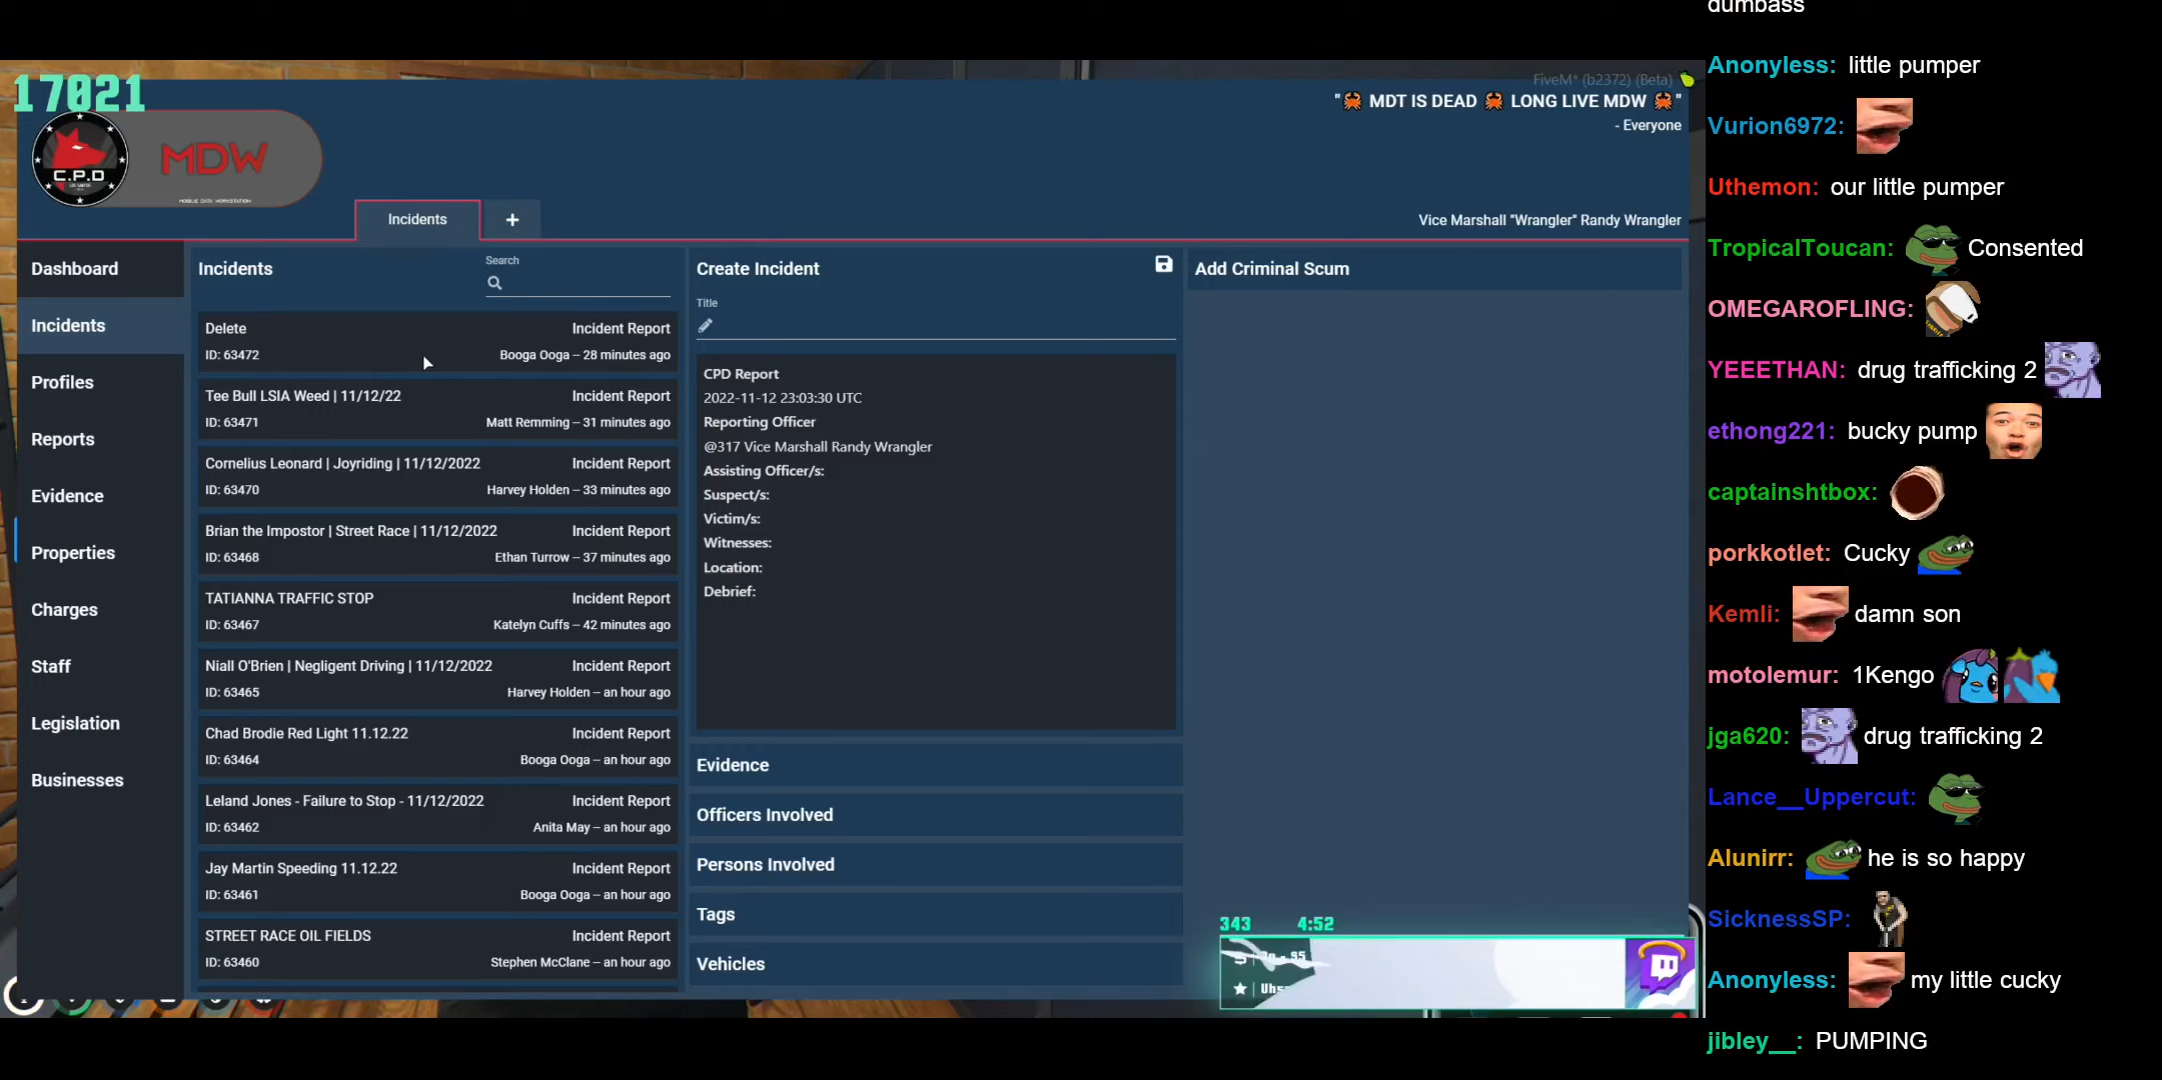 17021
FiveM* (b2372) (Beta)
"🦀 MDT IS DEAD 🦀 LONG LIVE MDW 🦀"
- Everyone
C.P.D
MDW
MOBILE DATA WORKSTATION
Incidents
+
Vice Marshall "Wrangler" Randy Wrangler
Dashboard
Incidents
Profiles
Reports
Evidence
Properties
Charges
Staff
Legislation
Businesses
Incidents
Search
Delete Incident Report
ID: 63472 Booga Ooga – 28 minutes ago
Tee Bull LSIA Weed | 11/12/22 Incident Report
ID: 63471 Matt Remming – 31 minutes ago
Cornelius Leonard | Joyriding | 11/12/2022 Incident Report
ID: 63470 Harvey Holden – 33 minutes ago
Brian the Impostor | Street Race | 11/12/2022 Incident Report
ID: 63468 Ethan Turrow – 37 minutes ago
TATIANNA TRAFFIC STOP Incident Report
ID: 63467 Katelyn Cuffs – 42 minutes ago
Niall O'Brien | Negligent Driving | 11/12/2022 Incident Report
ID: 63465 Harvey Holden – an hour ago
Chad Brodie Red Light 11.12.22 Incident Report
ID: 63464 Booga Ooga – an hour ago
Leland Jones - Failure to Stop - 11/12/2022 Incident Report
ID: 63462 Anita May – an hour ago
Jay Martin Speeding 11.12.22 Incident Report
ID: 63461 Booga Ooga – an hour ago
STREET RACE OIL FIELDS Incident Report
ID: 63460 Stephen McClane – an hour ago
Create Incident
Title
CPD Report
2022-11-12 23:03:30 UTC
Reporting Officer
@317 Vice Marshall Randy Wrangler
Assisting Officer/s:
Suspect/s:
Victim/s:
Witnesses:
Location:
Debrief:
Evidence
Officers Involved
Persons Involved
Tags
Vehicles
Add Criminal Scum
343 4:52
dumbass
Anonyless: little pumper
Vurion6972:
Uthemon: our little pumper
TropicalToucan: Consented
OMEGAROFLING:
YEEETHAN: drug trafficking 2
ethong221: bucky pump
captainshtbox:
porkkotlet: Cucky
Kemli: damn son
motolemur: 1Kengo
jga620: drug trafficking 2
Lance__Uppercut:
Alunirr: he is so happy
SicknessSP:
Anonyless: my little cucky
jibley__: PUMPING